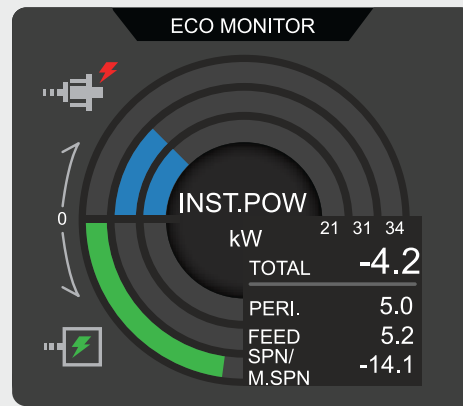 ECO MONITOR
0
INST.POW
kW
21 31 34
TOTAL -4.2
PERI. 5.0
FEED 5.2
SPN/
M.SPN -14.1